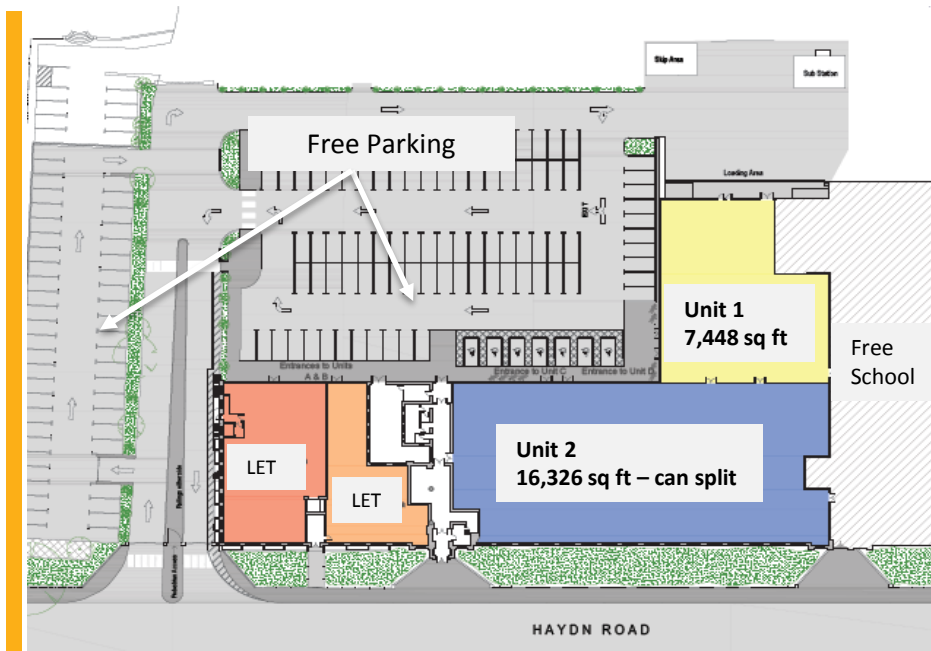 Skip Area
Sub Station
Free Parking
Loading Area
EXIT
Unit 1
7,448 sq ft
Free
School
Entrances to Units
A & B
Entrance to Unit C
Entrance to Unit D
Unit 2
16,326 sq ft – can split
LET
LET
HAYDN ROAD